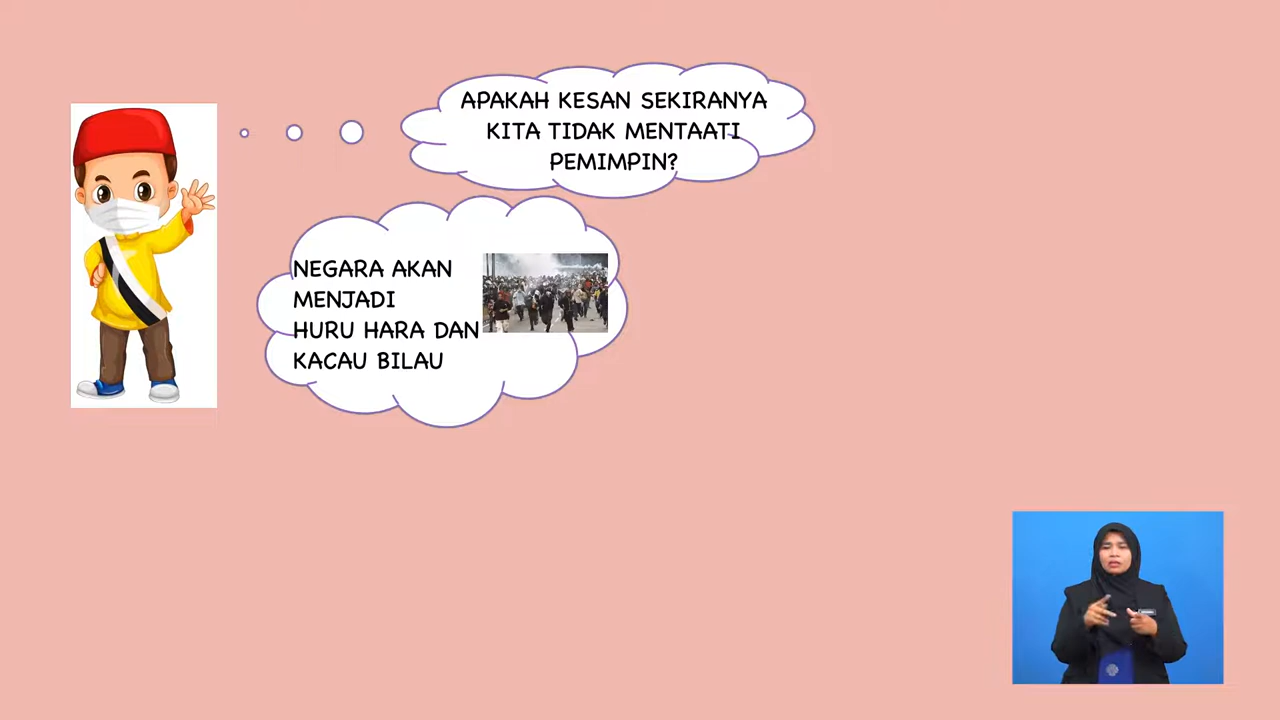 APAKAH KESAN SEKIRANYA
KITA TIDAK MENTAATI
PEMIMPIN?
NEGARA AKAN
MENJADI
HURU HARA DAN
KACAU BILAU